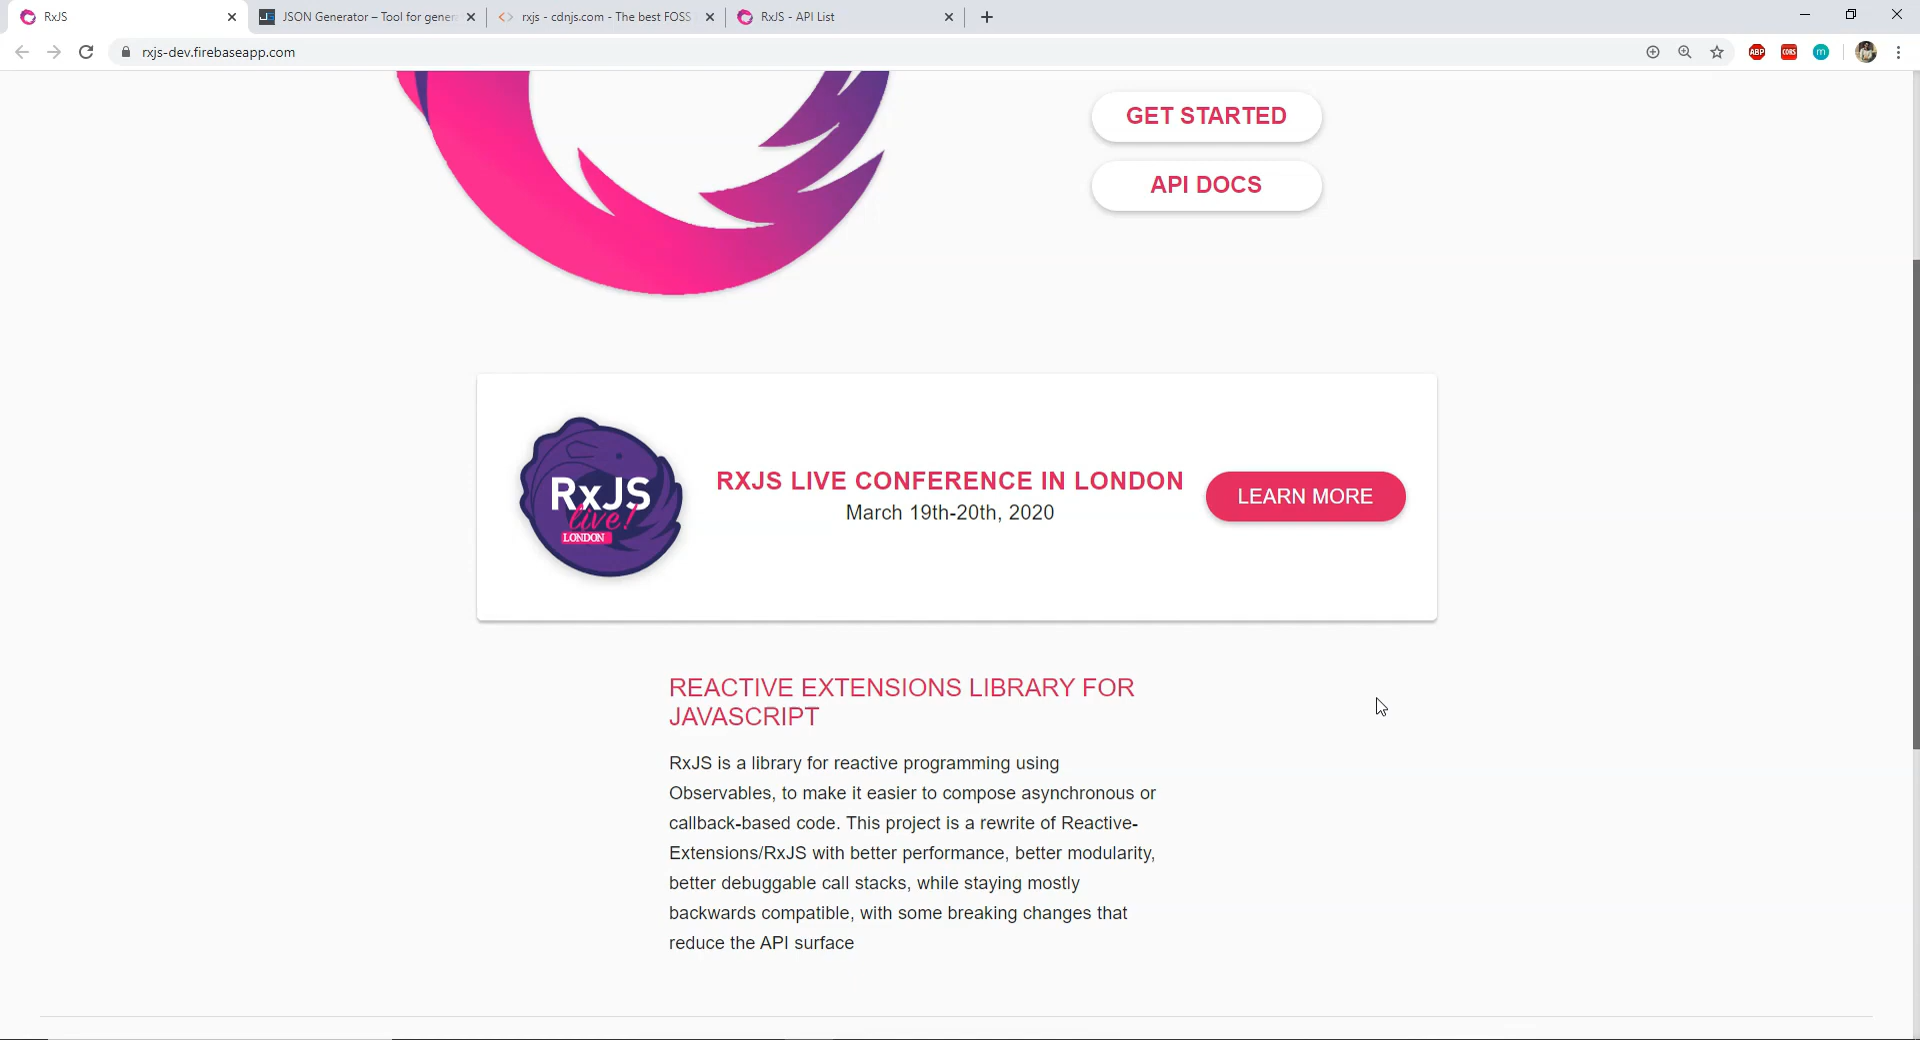 RxJS
JSON Generator – Tool for gener
rxjs - cdnjs.com - The best FOSS
RxJS - API List
rxjs-dev.firebaseapp.com
ABP
CORS
m
GET STARTED
API DOCS
RxJS
live!
LONDON
RXJS LIVE CONFERENCE IN LONDON
March 19th-20th, 2020
LEARN MORE
REACTIVE EXTENSIONS LIBRARY FOR
JAVASCRIPT
RxJS is a library for reactive programming using
Observables, to make it easier to compose asynchronous or
callback-based code. This project is a rewrite of Reactive-
Extensions/RxJS with better performance, better modularity,
better debuggable call stacks, while staying mostly
backwards compatible, with some breaking changes that
reduce the API surface